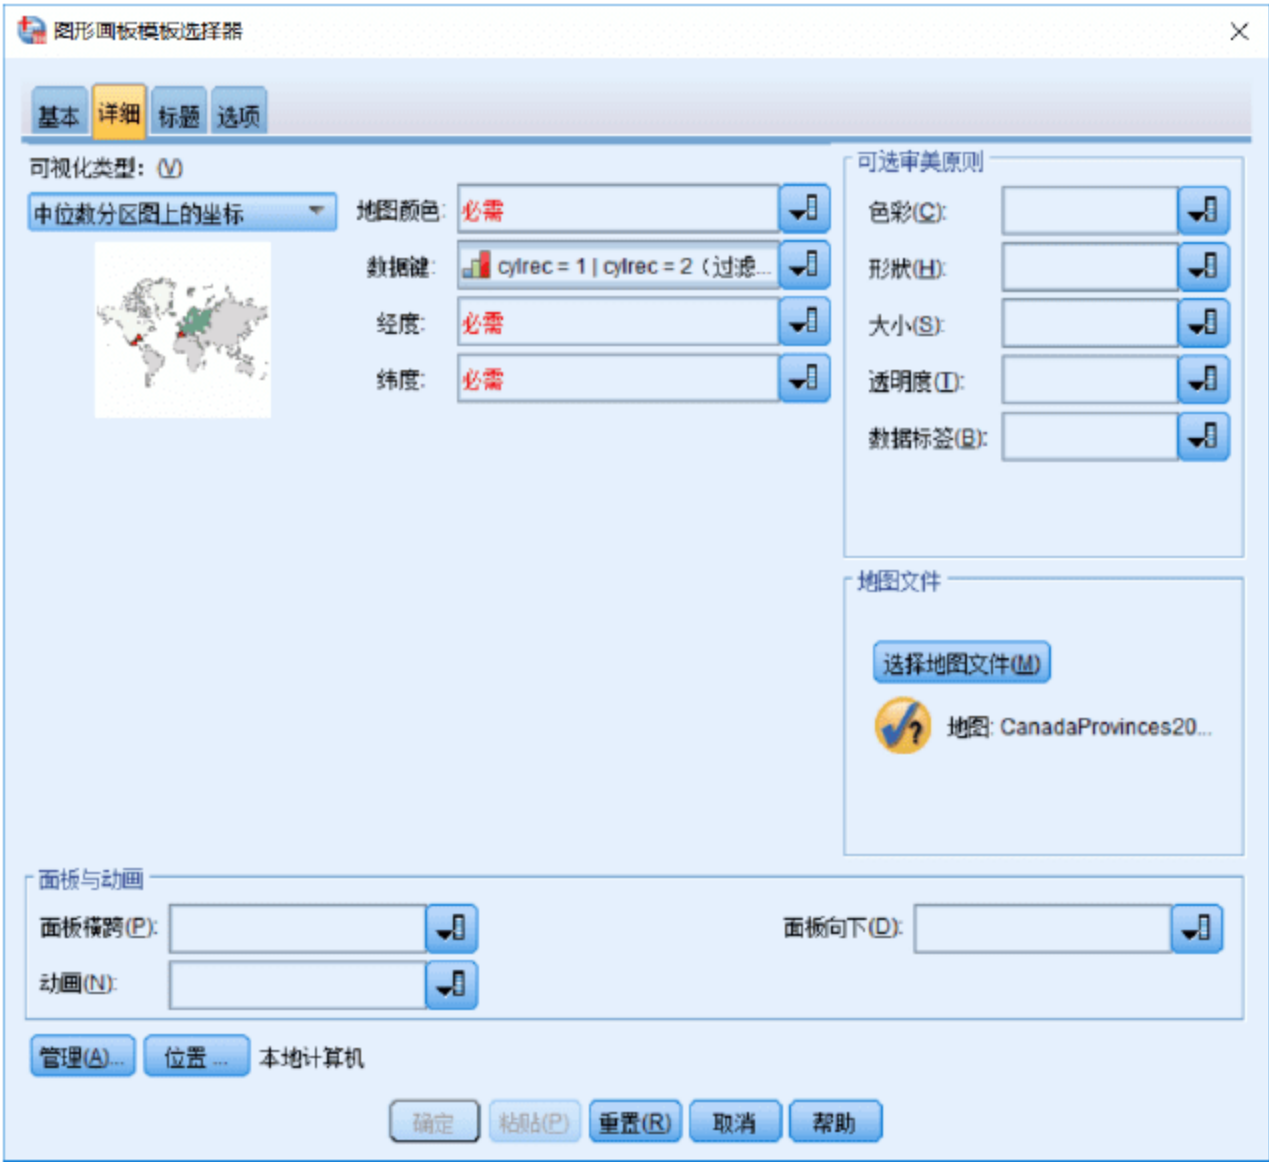 图形画板模板选择器
基本 详细 标题 选项
可视化类型： (V)
中位数分区图上的坐标
地图颜色: 必需
数据键: cylrec = 1 | cylrec = 2（过滤...
经度: 必需
纬度: 必需
可选审美原则
色彩(C):
形状(H):
大小(S):
透明度(T):
数据标签(B):
地图文件
选择地图文件(M)
地图: CanadaProvinces20...
面板与动画
面板横跨(P):
面板向下(D):
动画(N):
管理(A)... 位置 ... 本地计算机
确定 粘贴(P) 重置(R) 取消 帮助